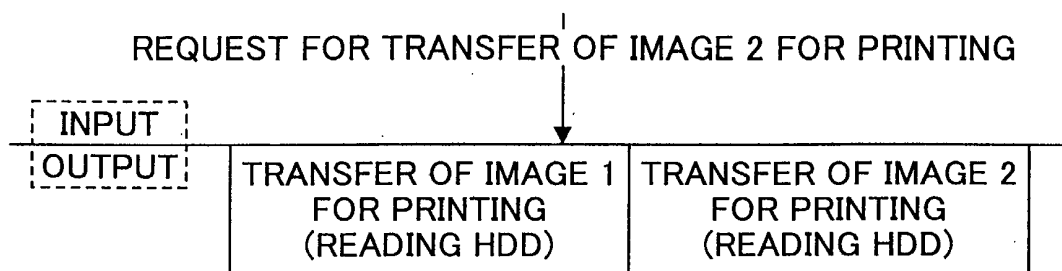 REQUEST FOR TRANSFER OF IMAGE 2 FOR PRINTING
INPUT
OUTPUT
TRANSFER OF IMAGE 1
FOR PRINTING
(READING HDD)
TRANSFER OF IMAGE 2
FOR PRINTING
(READING HDD)